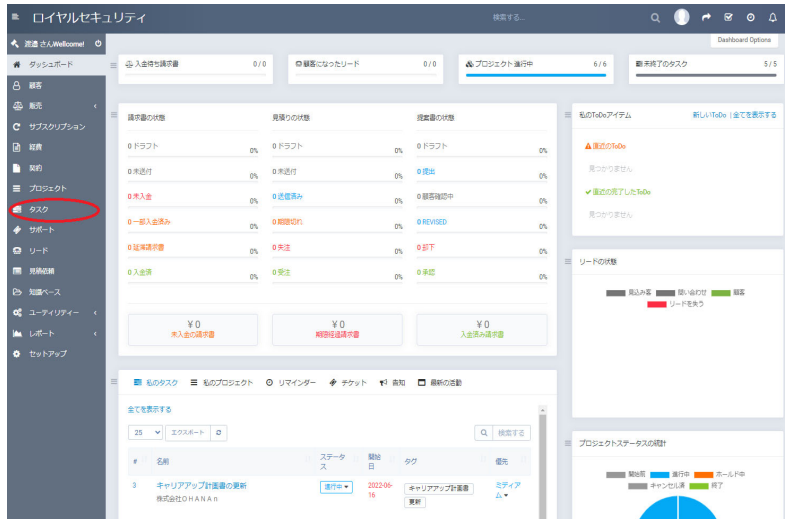 ロイヤルセキュリティ
検索する...
渡邉 さんWellcome!
Dashboard Options
ダッシュボード
顧客
販売
サブスクリプション
経費
契約
プロジェクト
タスク
サポート
リード
見積依頼
知識ベース
ユーティリティー
レポート
セットアップ
入金待ち請求書 0 / 0
顧客になったリード 0 / 0
プロジェクト 進行中 6 / 6
未終了のタスク 5 / 5
請求書の状態
0 ドラフト 0%
0 未送付 0%
0 未入金 0%
0 一部入金済み 0%
0 延滞請求書 0%
0 入金済 0%
見積りの状態
0 ドラフト 0%
0 未送付 0%
0 送信済み 0%
0 期限切れ 0%
0 失注 0%
0 受注 0%
提案書の状態
0 ドラフト 0%
0 提出 0%
0 顧客確認中 0%
0 REVISED 0%
0 却下 0%
0 承認 0%
¥ 0
未入金の請求書
¥ 0
期限経過請求書
¥ 0
入金済み請求書
私のToDoアイテム 新しいToDo | 全てを表示する
直近のToDo
見つかりません
直近の完了したToDo
見つかりません
リードの状態
見込み客 問い合わせ 顧客
リードを失う
私のタスク 私のプロジェクト リマインダー チケット 告知 最新の活動
全てを表示する
25 エクスポート 検索する
# 名前 ステータス 開始日 タグ 優先
3 キャリアアップ計画書の更新 進行中 2022-06-16 キャリアアップ計画書 ミディアム
株式会社OHANAn 更新
プロジェクトステータスの統計
開始前 進行中 ホールド中
キャンセル済 終了